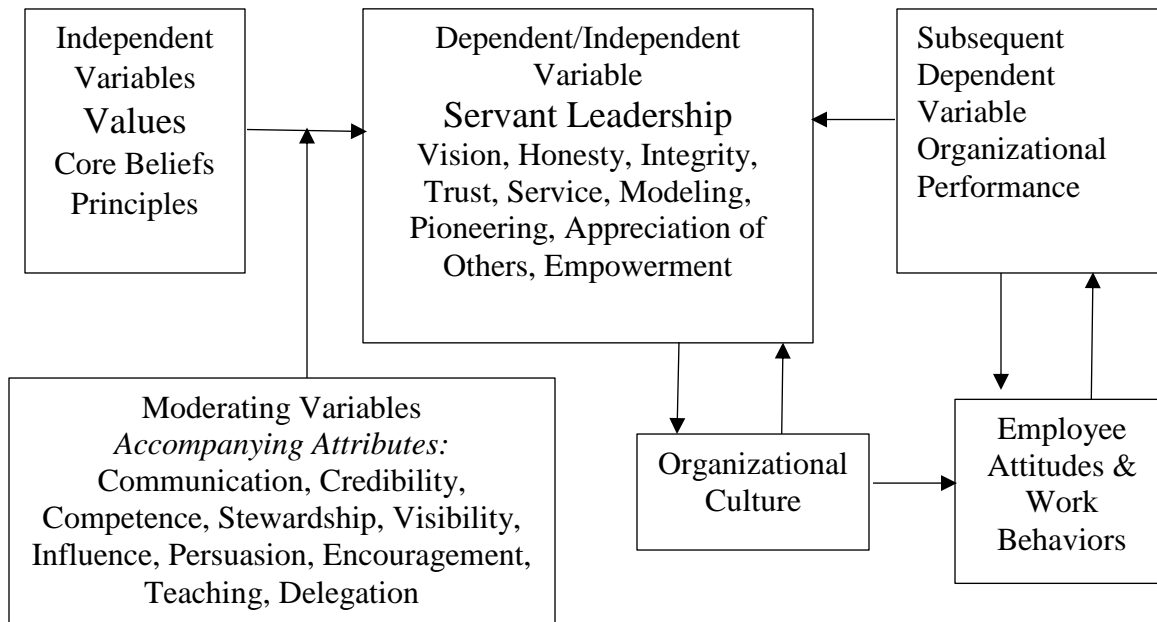 Independent
Variables
Values
Core Beliefs
Principles
Dependent/Independent
Variable
Servant Leadership
Vision, Honesty, Integrity,
Trust, Service, Modeling,
Pioneering, Appreciation of
Others, Empowerment
Subsequent
Dependent
Variable
Organizational
Performance
Moderating Variables
Accompanying Attributes:
Communication, Credibility,
Competence, Stewardship, Visibility,
Influence, Persuasion, Encouragement,
Teaching, Delegation
Organizational
Culture
Employee
Attitudes &
Work
Behaviors